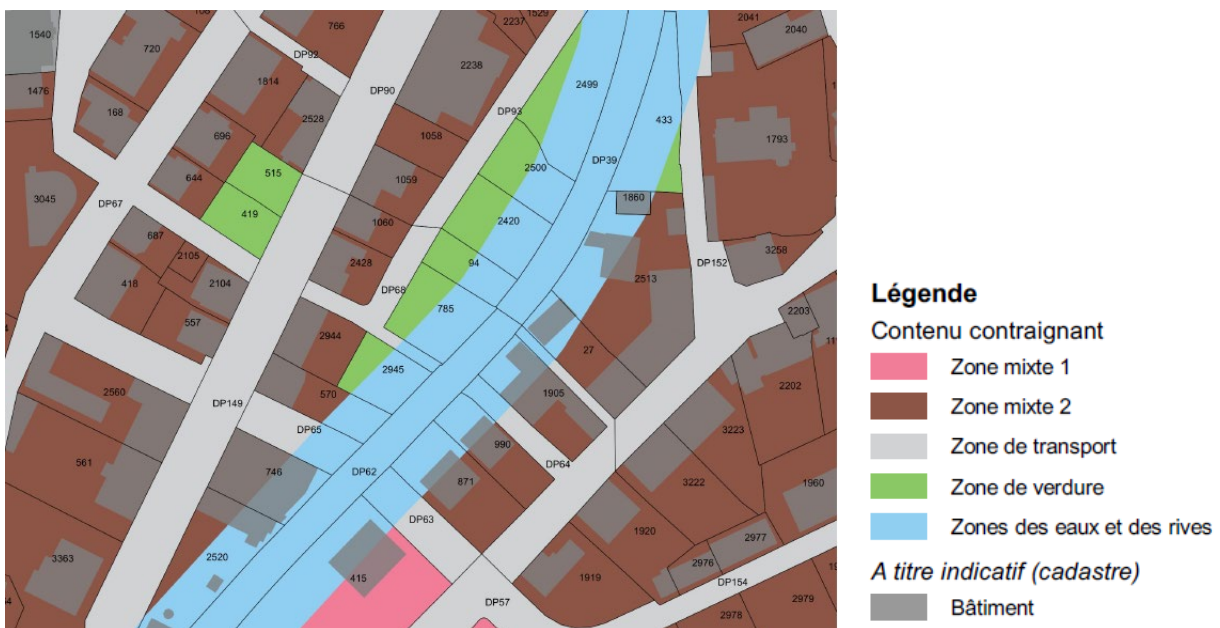 766
2237
1529
2041
2040
1540
720
DP92
2238
1814
DP90
2499
1476
168
DP93
433
2528
696
1058
1793
DP39
515
2500
644
1059
3045
1860
DP67
419
2420
1060
687
3258
2105
2428
94
DP152
418
2104
DP68
2513
785
557
2203
2944
27
2945
2202
2560
570
1905
DP149
DP65
3223
990
561
DP64
746
DP62
871
3222
1960
DP63
1920
2520
2977
3363
2976
415
1919
DP154
DP57
2979
2978
Légende
Contenu contraignant
Zone mixte 1
Zone mixte 2
Zone de transport
Zone de verdure
Zones des eaux et des rives
A titre indicatif (cadastre)
Bâtiment